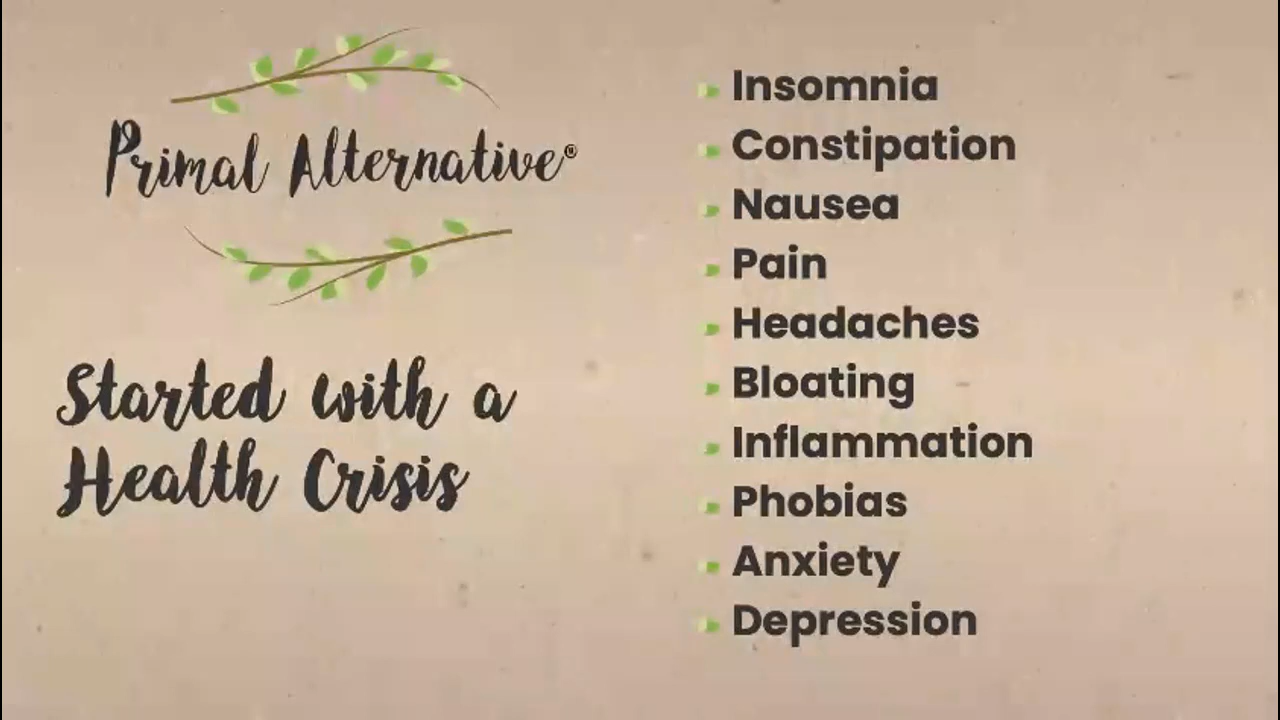 Primal Alternative®
Started with a
Health Crisis
Insomnia
Constipation
Nausea
Pain
Headaches
Bloating
Inflammation
Phobias
Anxiety
Depression